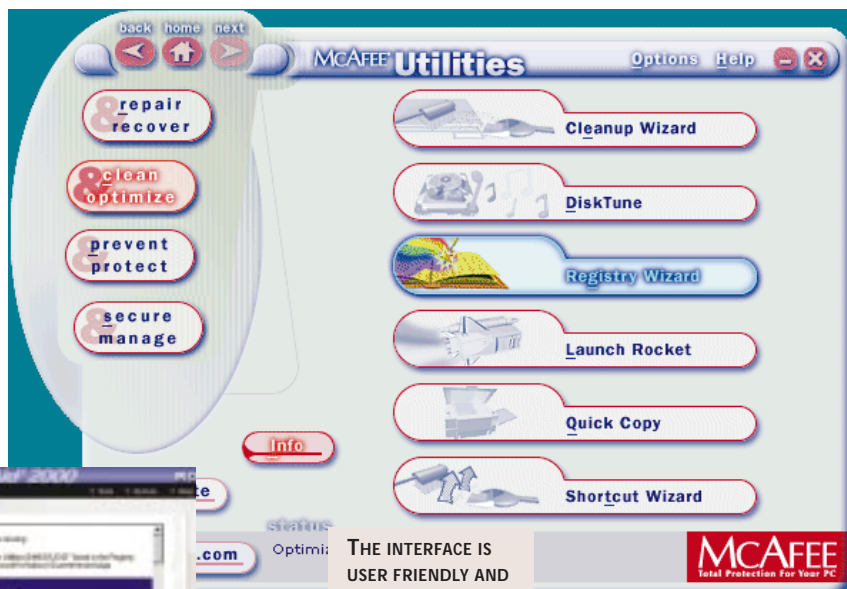 back home next
McAFEE Utilities
Options Help
& repair
recover
& clean
optimize
& prevent
protect
& secure
manage
Cleanup Wizard
DiskTune
Registry Wizard
Launch Rocket
Quick Copy
Shortcut Wizard
Info
status
.com
THE INTERFACE IS
USER FRIENDLY AND
McAFEE
Total Protection For Your PC
2000